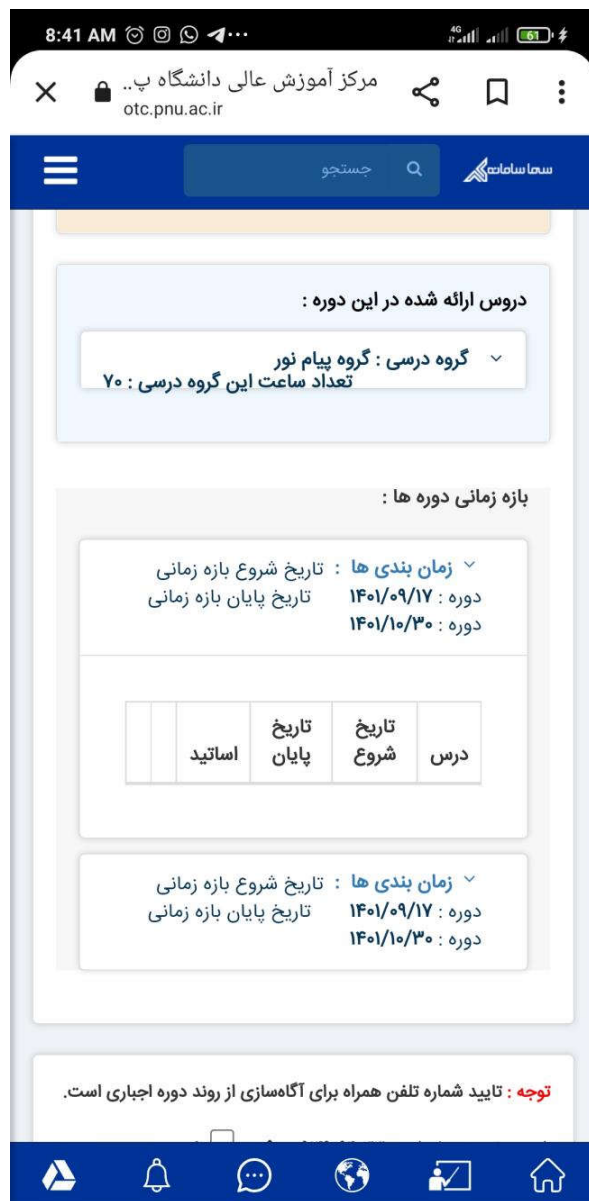 8:41 AM
4G
61
مرکز آموزش عالی دانشگاه پ..
otc.pnu.ac.ir
سما سامانه
جستجو
دروس ارائه شده در این دوره :
گروه درسی : گروه پیام نور
تعداد ساعت این گروه درسی : ۷۰
بازه زمانی دوره ها :
زمان بندی ها : تاریخ شروع بازه زمانی
دوره : ۱۴۰۱/۰۹/۱۷ تاریخ پایان بازه زمانی
دوره : ۱۴۰۱/۱۰/۳۰
درس تاریخ شروع تاریخ پایان اساتید
زمان بندی ها : تاریخ شروع بازه زمانی
دوره : ۱۴۰۱/۰۹/۱۷ تاریخ پایان بازه زمانی
دوره : ۱۴۰۱/۱۰/۳۰
توجه : تایید شماره تلفن همراه برای آگاه‌سازی از روند دوره اجباری است.